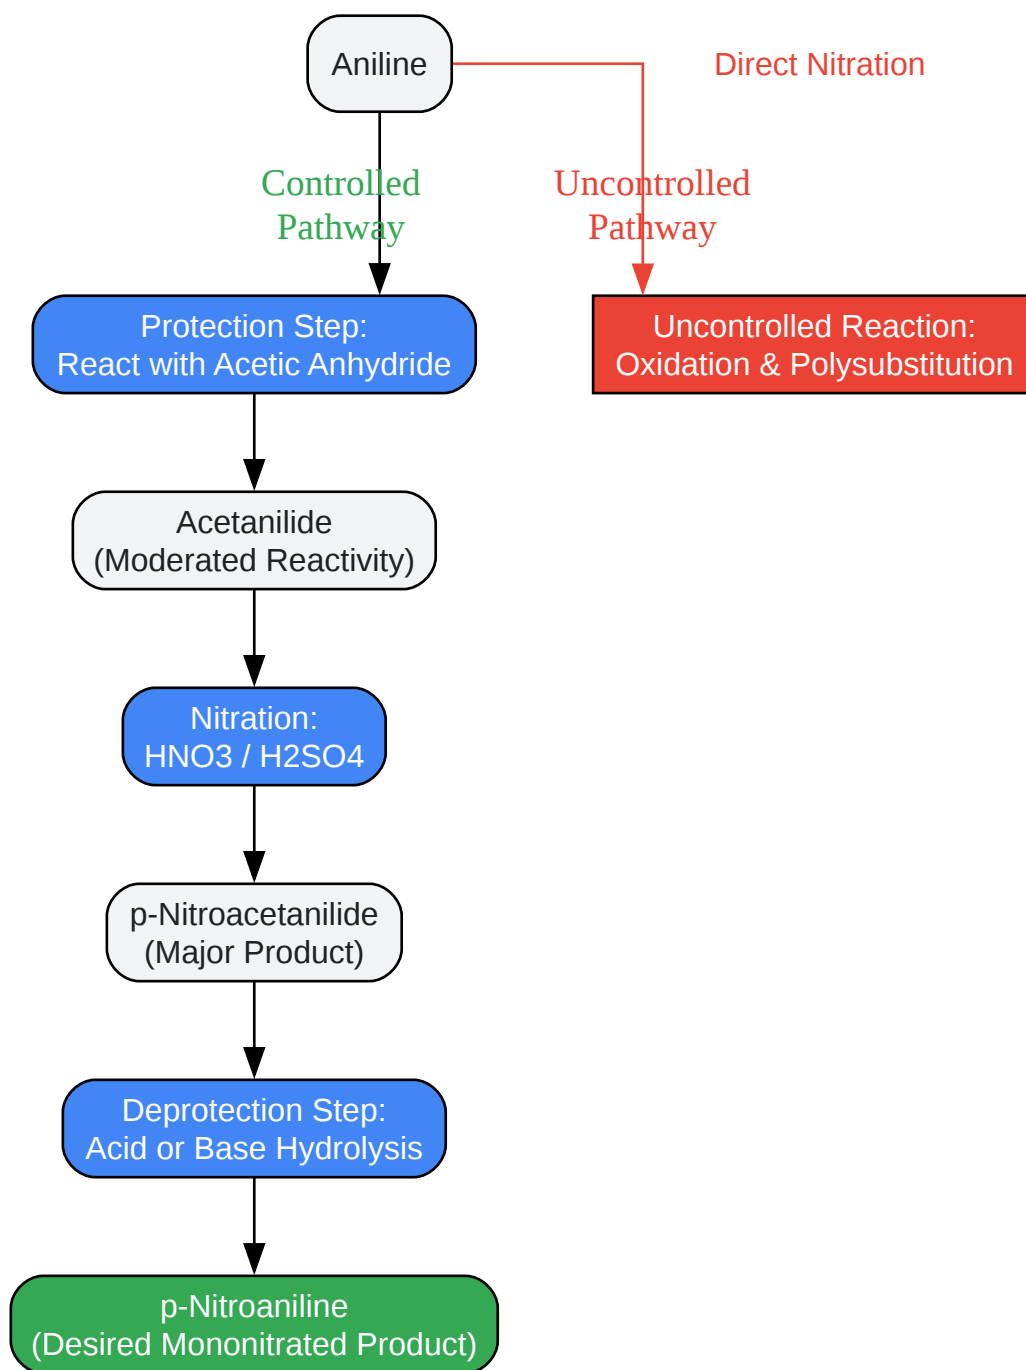 Aniline
Direct Nitration
Controlled
Pathway
Uncontrolled
Pathway
Protection Step:
React with Acetic Anhydride
Uncontrolled Reaction:
Oxidation & Polysubstitution
Acetanilide
(Moderated Reactivity)
Nitration:
HNO3 / H2SO4
p-Nitroacetanilide
(Major Product)
Deprotection Step:
Acid or Base Hydrolysis
p-Nitroaniline
(Desired Mononitrated Product)